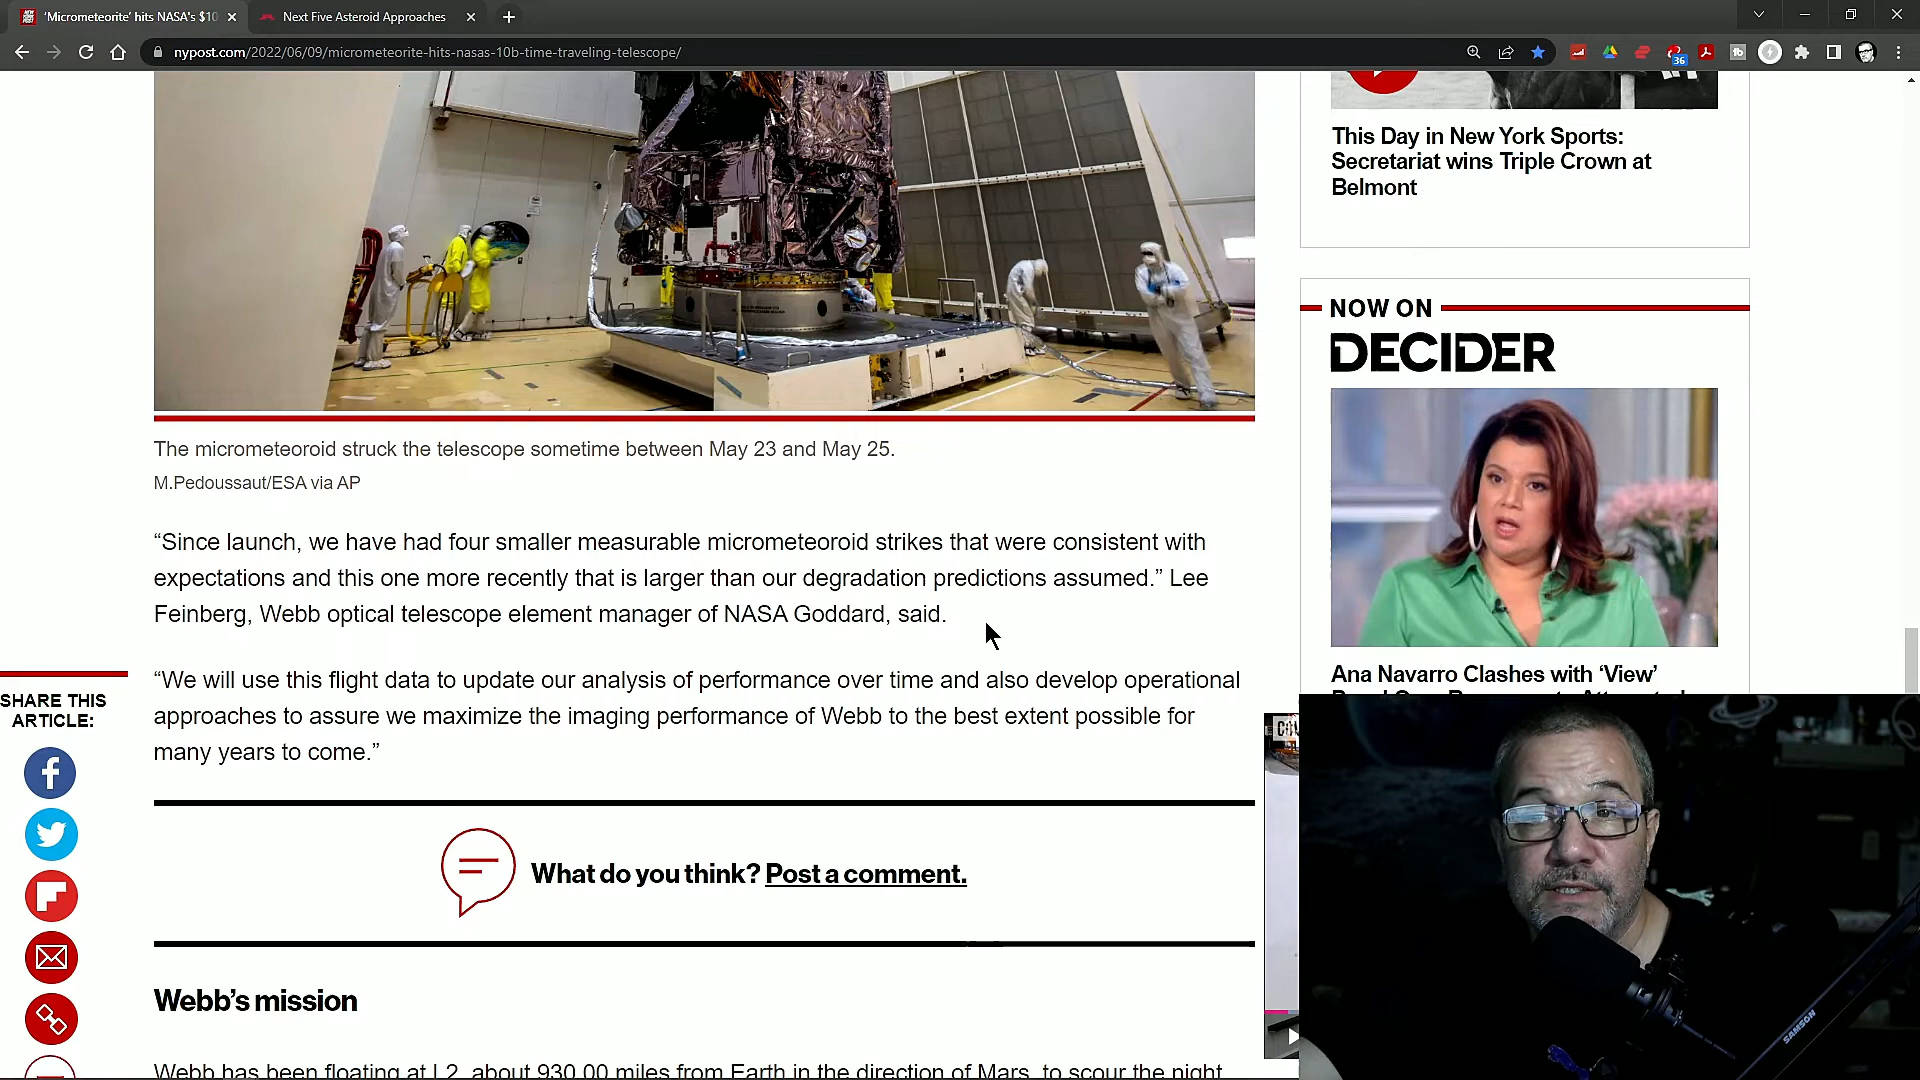 ‘Micrometeorite’ hits NASA's $10
Next Five Asteroid Approaches
nypost.com/2022/06/09/micrometeorite-hits-nasas-10b-time-traveling-telescope/
36
This Day in New York Sports:
Secretariat wins Triple Crown at
Belmont
NOW ON
DECIDER
The micrometeoroid struck the telescope sometime between May 23 and May 25.
M.Pedoussaut/ESA via AP
“Since launch, we have had four smaller measurable micrometeoroid strikes that were consistent with
expectations and this one more recently that is larger than our degradation predictions assumed.” Lee
Feinberg, Webb optical telescope element manager of NASA Goddard, said.
“We will use this flight data to update our analysis of performance over time and also develop operational
approaches to assure we maximize the imaging performance of Webb to the best extent possible for
many years to come.”
Ana Navarro Clashes with ‘View’
SHARE THIS
ARTICLE:
What do you think? Post a comment.
Webb’s mission
Webb has been floating at L2, about 930,00 miles from Earth in the direction of Mars, to scour the night
SAMSON